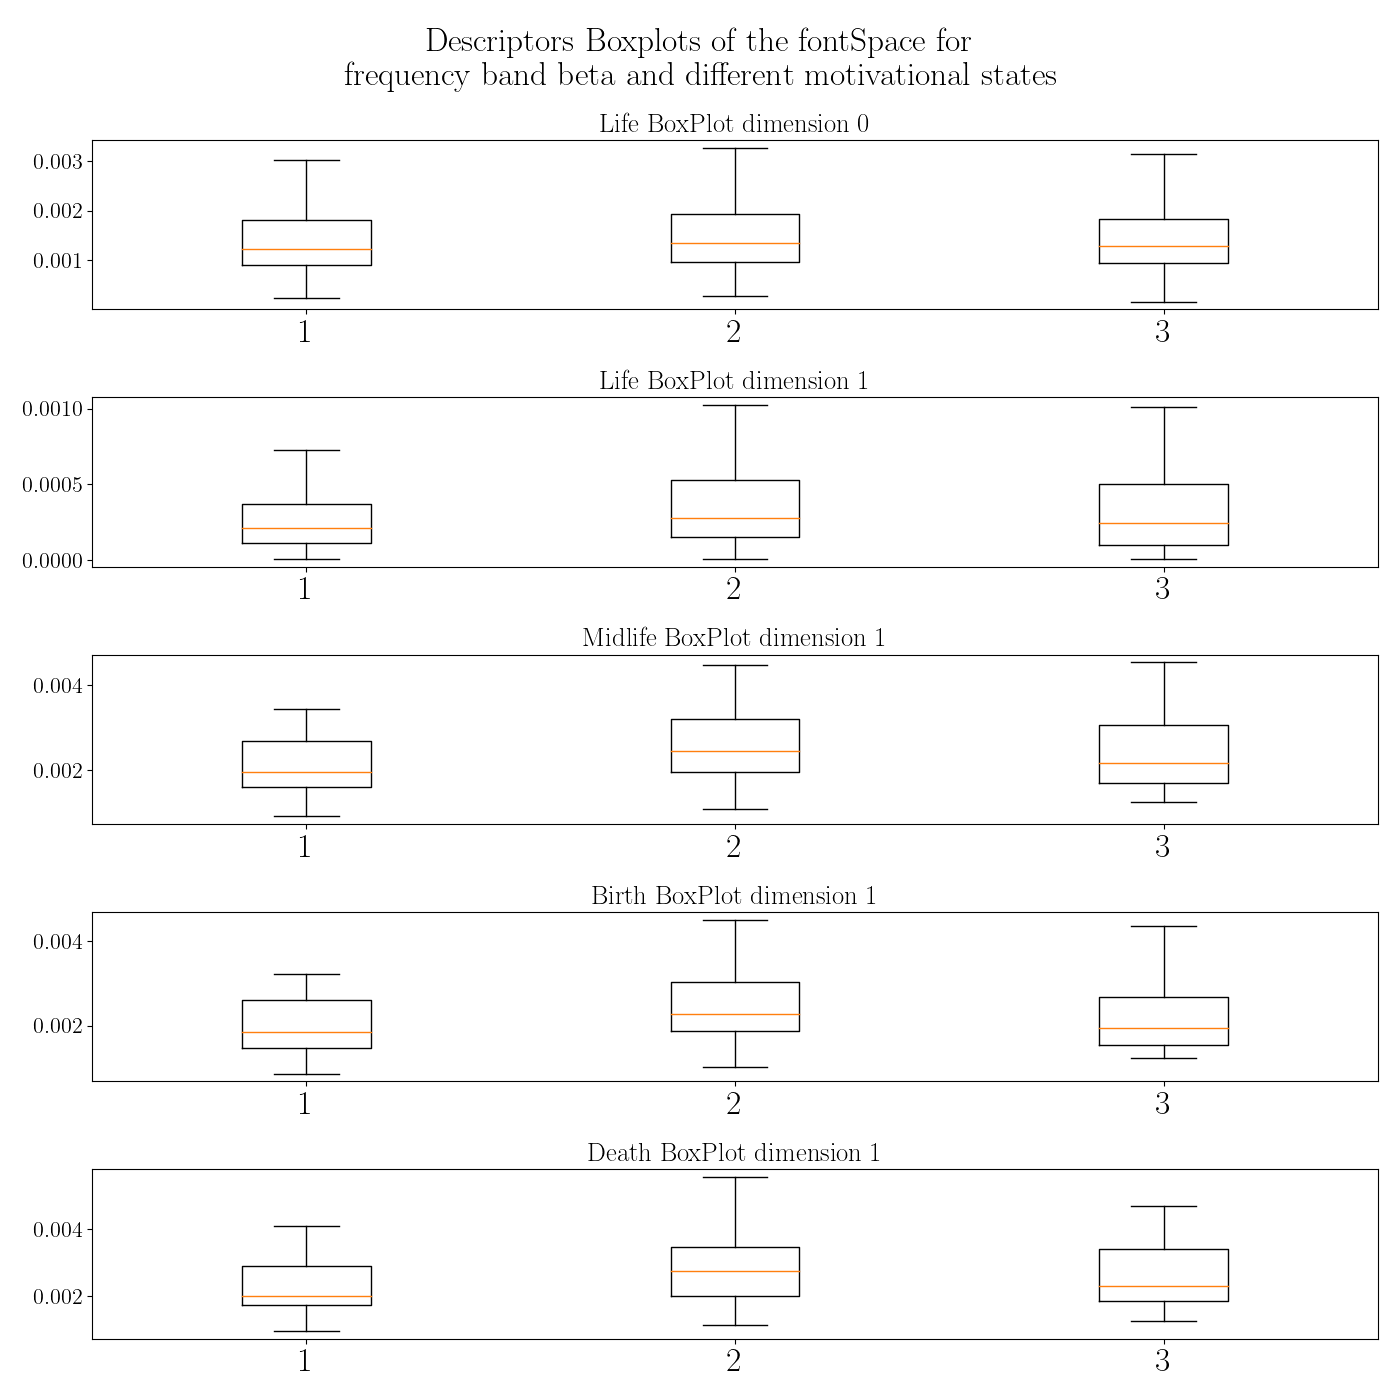 Descriptors Boxplots of the fontSpace for
frequency band beta and different motivational states
Life BoxPlot dimension 0
0.003
0.002
0.001
1 2 3
Life BoxPlot dimension 1
0.0010
0.0005
0.0000
1 2 3
Midlife BoxPlot dimension 1
0.004
0.002
1 2 3
Birth BoxPlot dimension 1
0.004
0.002
1 2 3
Death BoxPlot dimension 1
0.004
0.002
1 2 3